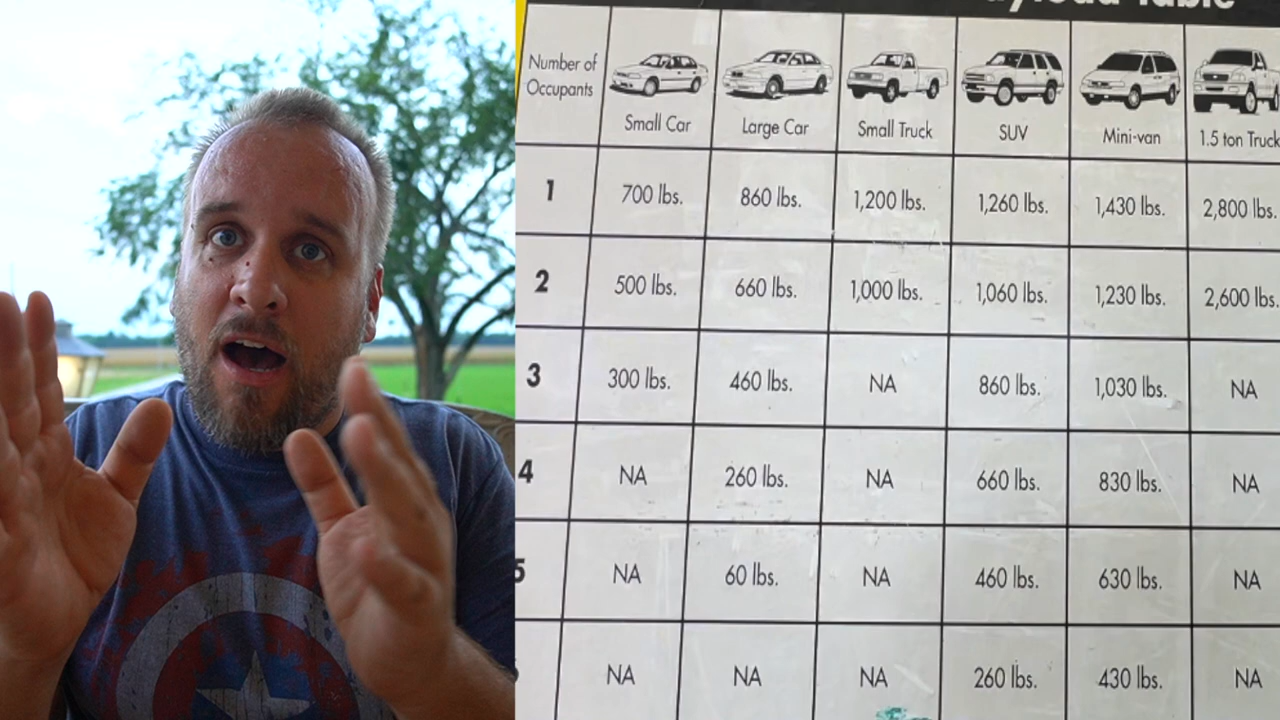 Payload Table
Number of
Occupants
Small Car
Large Car
Small Truck
SUV
Mini-van
1.5 ton Truck
1 700 lbs. 860 lbs. 1,200 lbs. 1,260 lbs. 1,430 lbs. 2,800 lbs.
2 500 lbs. 660 lbs. 1,000 lbs. 1,060 lbs. 1,230 lbs. 2,600 lbs.
3 300 lbs. 460 lbs. NA 860 lbs. 1,030 lbs. NA
4 NA 260 lbs. NA 660 lbs. 830 lbs. NA
5 NA 60 lbs. NA 460 lbs. 630 lbs. NA
NA NA NA 260 lbs. 430 lbs. NA